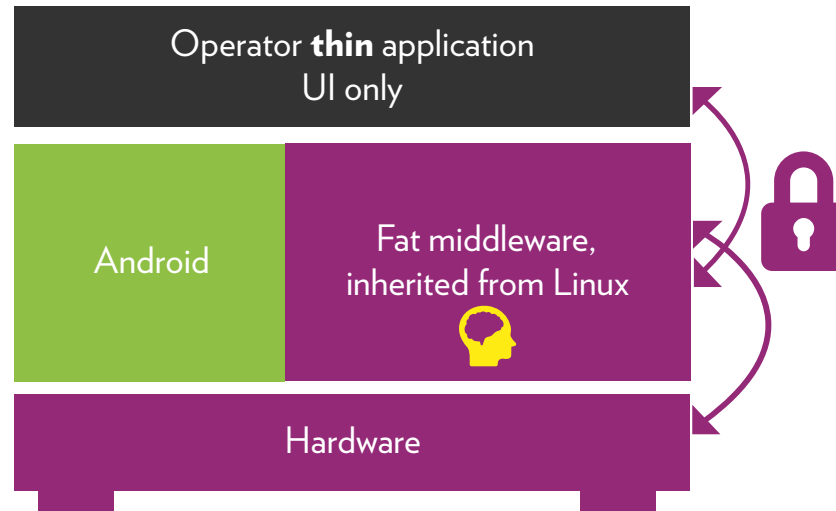 Operator thin application
UI only
Android
Fat middleware,
inherited from Linux
Hardware